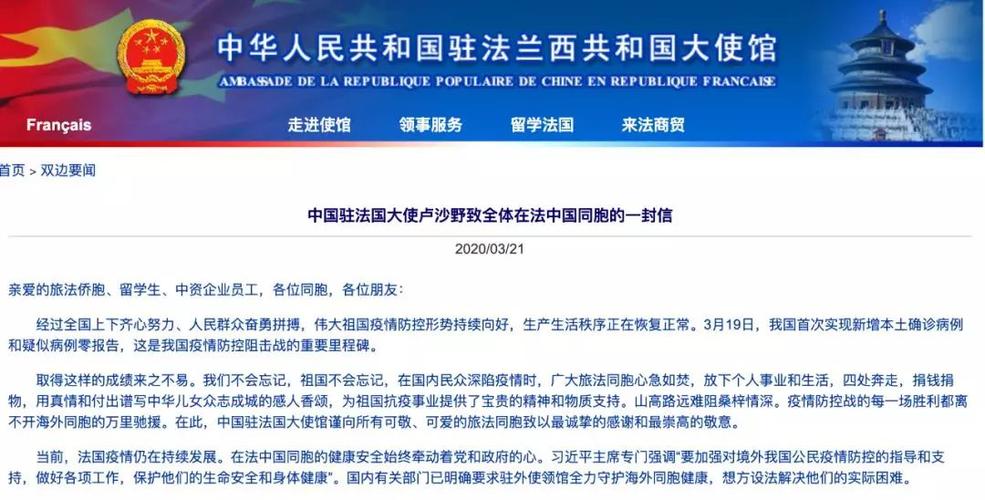 中华人民共和国驻法兰西共和国大使馆
AMBASSADE DE LA REPUBLIQUE POPULAIRE DE CHINE EN REPUBLIQUE FRANCAISE
Français 走进使馆 领事服务 留学法国 来法商贸
首页 > 双边要闻
中国驻法国大使卢沙野致全体在法中国同胞的一封信
2020/03/21
亲爱的旅法侨胞、留学生、中资企业员工，各位同胞，各位朋友：
经过全国上下齐心努力、人民群众奋勇拼搏，伟大祖国疫情防控形势持续向好，生产生活秩序正在恢复正常。3月19日，我国首次实现新增本土确诊病例
和疑似病例零报告，这是我国疫情防控阻击战的重要里程碑。
取得这样的成绩来之不易。我们不会忘记，祖国不会忘记，在国内民众深陷疫情时，广大旅法同胞心急如焚，放下个人事业和生活，四处奔走，捐钱捐
物，用真情和付出谱写中华儿女众志成城的感人香颂，为祖国抗疫事业提供了宝贵的精神和物质支持。山高路远难阻桑梓情深。疫情防控战的每一场胜利都离
不开海外同胞的万里驰援。在此，中国驻法国大使馆谨向所有可敬、可爱的旅法同胞致以最诚挚的感谢和最崇高的敬意。
当前，法国疫情仍在持续发展。在法中国同胞的健康安全始终牵动着党和政府的心。习近平主席专门强调“要加强对境外我国公民疫情防控的指导和支
持，做好各项工作，保护他们的生命安全和身体健康”。国内有关部门已明确要求驻外使领馆全力守护海外同胞健康，想方设法解决他们的实际困难。